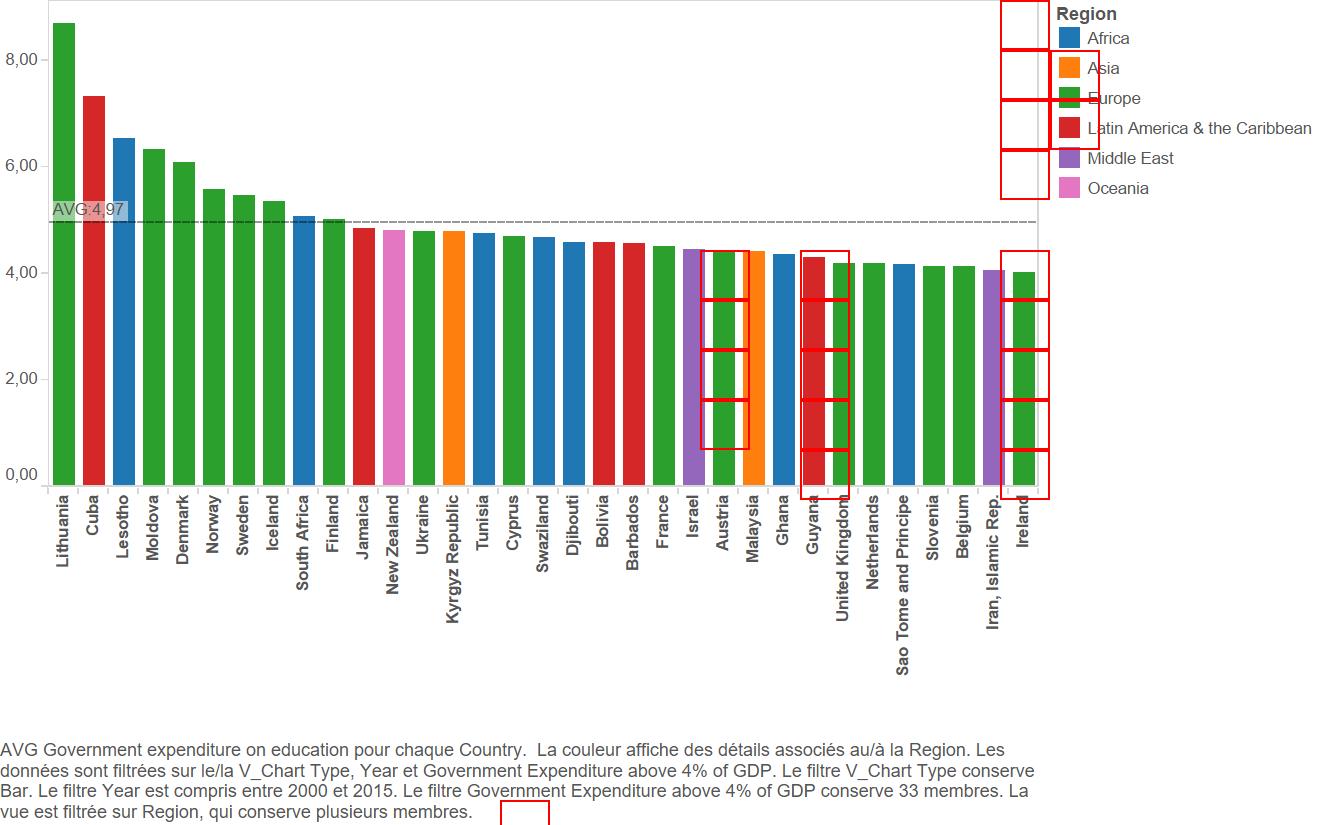 Region
Africa
Asia
Europe
Latin America & the Caribbean
Middle East
Oceania
8,00
6,00
4,00
2,00
0,00
AVG:4,97
Lithuania
Cuba
Lesotho
Moldova
Denmark
Norway
Sweden
Iceland
South Africa
Finland
Jamaica
New Zealand
Ukraine
Kyrgyz Republic
Tunisia
Cyprus
Swaziland
Djibouti
Bolivia
Barbados
France
Israel
Austria
Malaysia
Ghana
Guyana
United Kingdom
Netherlands
Sao Tome and Principe
Slovenia
Belgium
Iran, Islamic Rep.
Ireland
AVG Government expenditure on education pour chaque Country.  La couleur affiche des détails associés au/à la Region. Les
données sont filtrées sur le/la V_Chart Type, Year et Government Expenditure above 4% of GDP. Le filtre V_Chart Type conserve
Bar. Le filtre Year est compris entre 2000 et 2015. Le filtre Government Expenditure above 4% of GDP conserve 33 membres. La
vue est filtrée sur Region, qui conserve plusieurs membres.